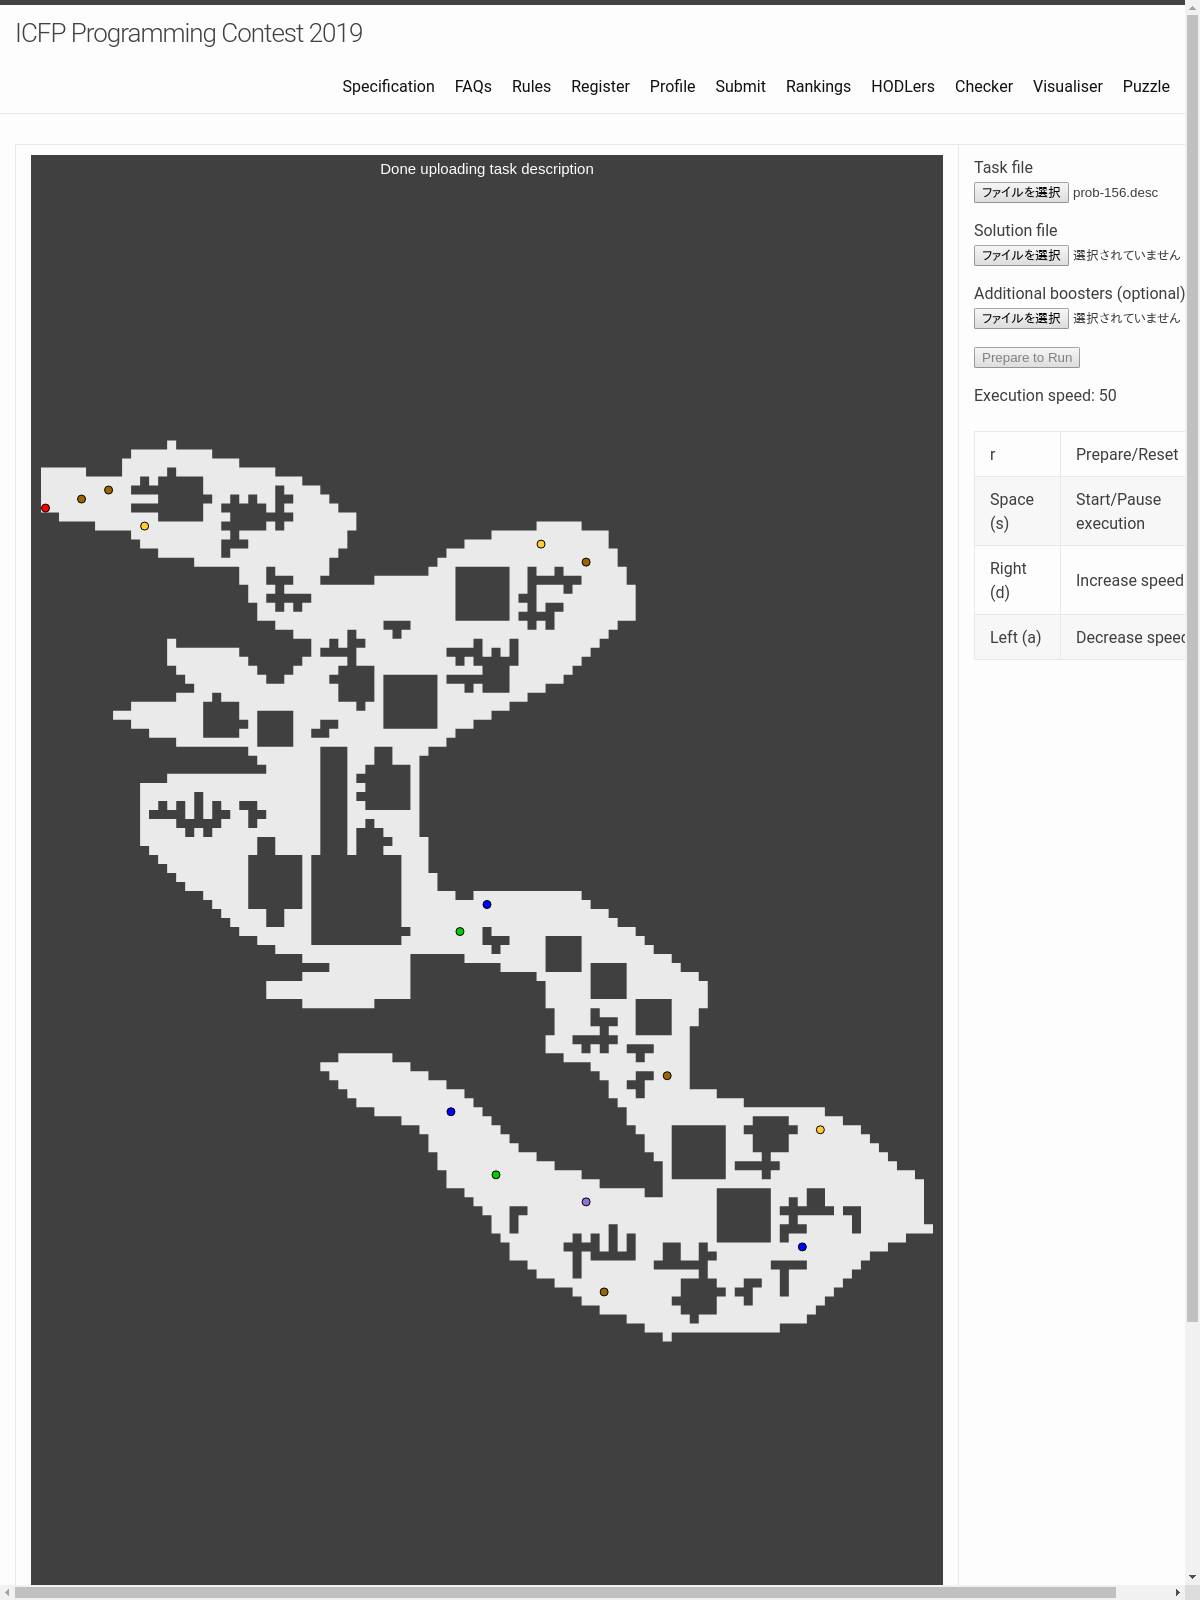 ICFP Programming Contest 2019
Specification FAQs Rules Register Profile Submit Rankings HODLers Checker Visualiser Puzzle
Done uploading task description
Task file
ファイルを選択 prob-156.desc
Solution file
ファイルを選択 選択されていません
Additional boosters (optional)
ファイルを選択 選択されていません
Prepare to Run
Execution speed: 50
r Prepare/Reset
Space (s) Start/Pause execution
Right (d) Increase speed
Left (a) Decrease speed